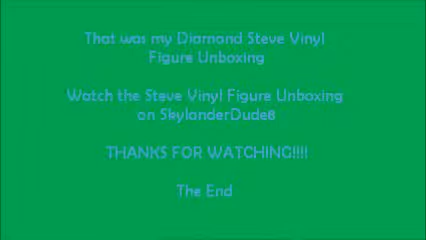 That was my Diamond Steve Vinyl
Figure Unboxing
Watch the Steve Vinyl Figure Unboxing
on SkylanderDude8
THANKS FOR WATCHING!!!!
The End